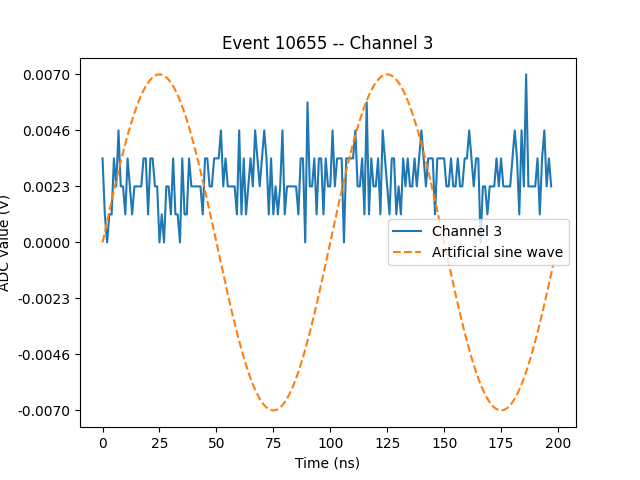 Event 10655 -- Channel 3
0.0070
0.0046
0.0023
0.0000
-0.0023
-0.0046
-0.0070
ADC Value (V)
Channel 3
Artificial sine wave
0 25 50 75 100 125 150 175 200
Time (ns)